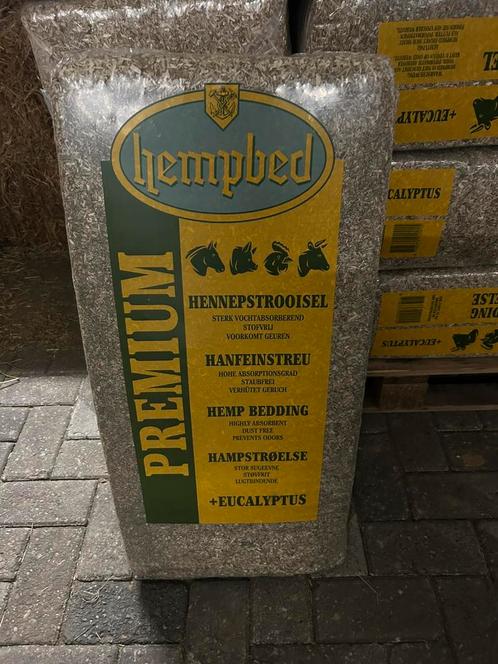 hempbed
PREMIUM
HENNEPSTROOISEL
STERK VOCHTABSORBEREND
STOFVRIJ
VOORKOMT GEUREN
HANFEINSTREU
HOHE ABSORPTIONSGRAD
STAUBFREI
VERHÜTET GERUCH
HEMP BEDDING
HIGHLY ABSORBENT
DUST FREE
PREVENTS ODORS
HAMPSTRØELSE
STOR SUGEEVNE
STØVFRIT
LUGTBINDENDE
+EUCALYPTUS
+EUCALYPTUS
CALYPTUS
+EUCALYPTUS